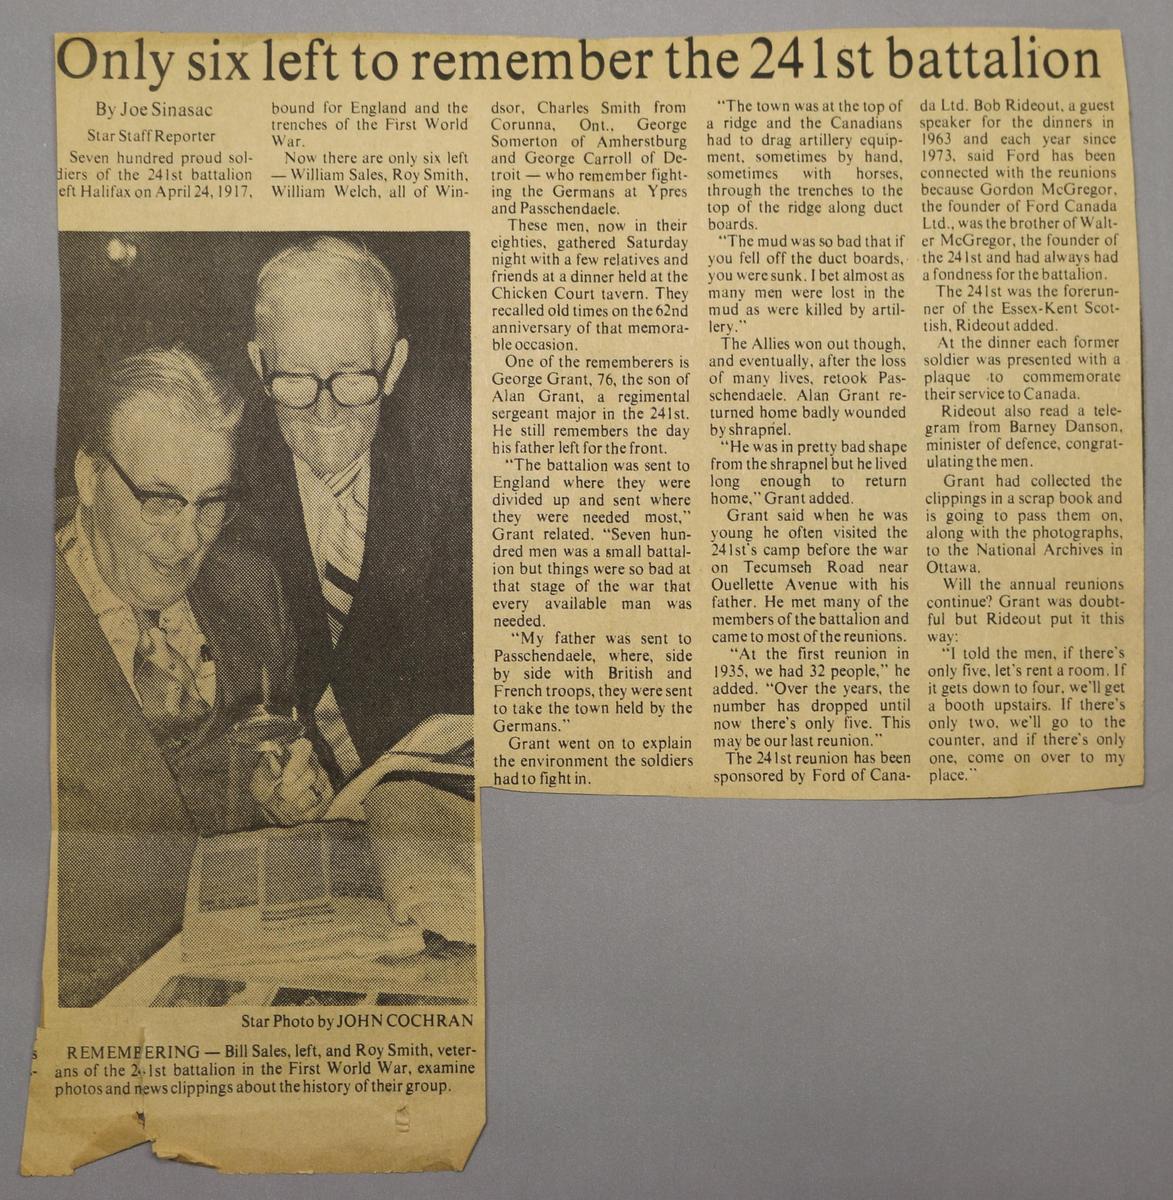 Only six left to remember the 241st battalion
By Joe Sinasac
Star Staff Reporter
Seven hundred proud sol-
diers of the 241st battalion
eft Halifax on April 24, 1917,
bound for England and the
trenches of the First World
War.
Now there are only six left
— William Sales, Roy Smith,
William Welch, all of Win-
dsor, Charles Smith from
Corunna, Ont., George
Somerton of Amherstburg
and George Carroll of De-
troit — who remember fight-
ing the Germans at Ypres
and Passchendaele.
These men, now in their
eighties, gathered Saturday
night with a few relatives and
friends at a dinner held at the
Chicken Court tavern. They
recalled old times on the 62nd
anniversary of that memora-
ble occasion.
One of the rememberers is
George Grant, 76, the son of
Alan Grant, a regimental
sergeant major in the 241st.
He still remembers the day
his father left for the front.
“The battalion was sent to
England where they were
divided up and sent where
they were needed most,”
Grant related. “Seven hun-
dred men was a small battal-
ion but things were so bad at
that stage of the war that
every available man was
needed.
“My father was sent to
Passchendaele, where, side
by side with British and
French troops, they were sent
to take the town held by the
Germans.”
Grant went on to explain
the environment the soldiers
had to fight in.
“The town was at the top of
a ridge and the Canadians
had to drag artillery equip-
ment, sometimes by hand,
sometimes with horses,
through the trenches to the
top of the ridge along duct
boards.
“The mud was so bad that if
you fell off the duct boards,
you were sunk. I bet almost as
many men were lost in the
mud as were killed by artil-
lery.”
The Allies won out though,
and eventually, after the loss
of many lives, retook Pas-
schendaele. Alan Grant re-
turned home badly wounded
by shrapnel.
“He was in pretty bad shape
from the shrapnel but he lived
long enough to return
home,” Grant added.
Grant said when he was
young he often visited the
241st's camp before the war
on Tecumseh Road near
Ouellette Avenue with his
father. He met many of the
members of the battalion and
came to most of the reunions.
“At the first reunion in
1935, we had 32 people,” he
added. “Over the years, the
number has dropped until
now there's only five. This
may be our last reunion.”
The 241st reunion has been
sponsored by Ford of Cana-
da Ltd. Bob Rideout, a guest
speaker for the dinners in
1963 and each year since
1973, said Ford has been
connected with the reunions
because Gordon McGregor,
the founder of Ford Canada
Ltd., was the brother of Walt-
er McGregor, the founder of
the 241st and had always had
a fondness for the battalion.
The 241st was the forerun-
ner of the Essex-Kent Scot-
tish, Rideout added.
At the dinner each former
soldier was presented with a
plaque to commemorate
their service to Canada.
Rideout also read a tele-
gram from Barney Danson,
minister of defence, congrat-
ulating the men.
Grant had collected the
clippings in a scrap book and
is going to pass them on,
along with the photographs,
to the National Archives in
Ottawa.
Will the annual reunions
continue? Grant was doubt-
ful but Rideout put it this
way:
“I told the men, if there's
only five, let's rent a room. If
it gets down to four, we'll get
a booth upstairs. If there's
only two, we'll go to the
counter, and if there's only
one, come on over to my
place.”
Star Photo by JOHN COCHRAN
REMEMBERING — Bill Sales, left, and Roy Smith, veter-
ans of the 241st battalion in the First World War, examine
photos and news clippings about the history of their group.